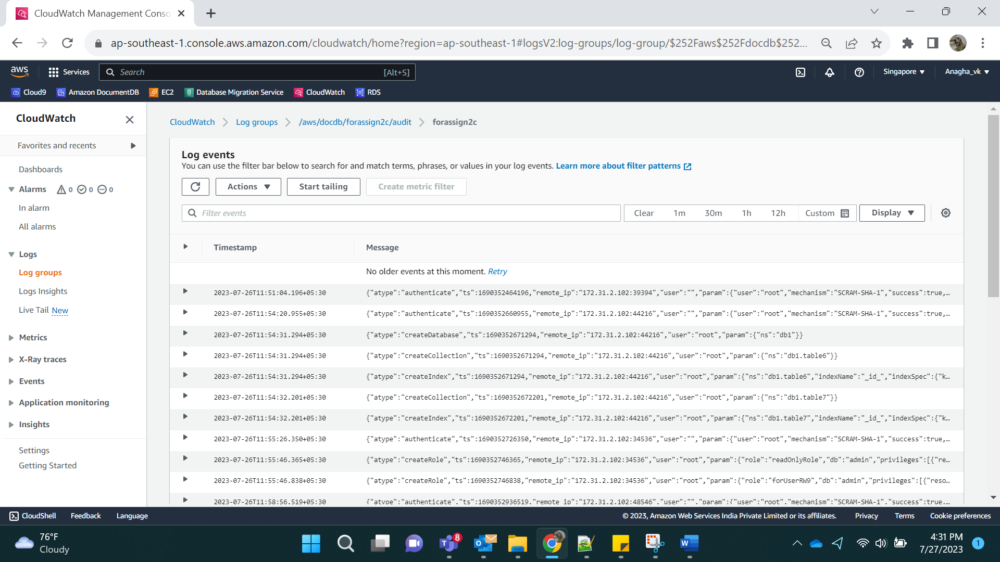 CloudWatch Management Conso
ap-southeast-1.console.aws.amazon.com/cloudwatch/home?region=ap-southeast-1#logsV2:log-groups/log-group/$252Faws$252Fdocdb$252...
aws
Services
Search
[Alt+S]
Singapore
Anagha_vk
Cloud9
Amazon DocumentDB
EC2
Database Migration Service
CloudWatch
RDS
CloudWatch
Favorites and recents
Dashboards
Alarms 0 0 0
In alarm
All alarms
Logs
Log groups
Logs Insights
Live Tail New
Metrics
X-Ray traces
Events
Application monitoring
Insights
Settings
Getting Started
CloudWatch
Log groups
/aws/docdb/forassign2c/audit
forassign2c
Log events
You can use the filter bar below to search for and match terms, phrases, or values in your log events. Learn more about filter patterns
Actions
Start tailing
Create metric filter
Filter events
Clear
1m
30m
1h
12h
Custom
Display
Timestamp
Message
No older events at this moment. Retry
2023-07-26T11:51:04.196+05:30 {"atype":"authenticate","ts":1690352464196,"remote_ip":"172.31.2.102:39394","user":"","param":{"user":"root","mechanism":"SCRAM-SHA-1","success":true,…
2023-07-26T11:54:20.955+05:30 {"atype":"authenticate","ts":1690352660955,"remote_ip":"172.31.2.102:44216","user":"","param":{"user":"root","mechanism":"SCRAM-SHA-1","success":true,…
2023-07-26T11:54:31.294+05:30 {"atype":"createDatabase","ts":1690352671294,"remote_ip":"172.31.2.102:44216","user":"root","param":{"ns":"db1"}}
2023-07-26T11:54:31.294+05:30 {"atype":"createCollection","ts":1690352671294,"remote_ip":"172.31.2.102:44216","user":"root","param":{"ns":"db1.table6"}}
2023-07-26T11:54:31.294+05:30 {"atype":"createIndex","ts":1690352671294,"remote_ip":"172.31.2.102:44216","user":"root","param":{"ns":"db1.table6","indexName":"_id_","indexSpec":{"k…
2023-07-26T11:54:32.201+05:30 {"atype":"createCollection","ts":1690352672201,"remote_ip":"172.31.2.102:44216","user":"root","param":{"ns":"db1.table7"}}
2023-07-26T11:54:32.201+05:30 {"atype":"createIndex","ts":1690352672201,"remote_ip":"172.31.2.102:44216","user":"root","param":{"ns":"db1.table7","indexName":"_id_","indexSpec":{"k…
2023-07-26T11:55:26.350+05:30 {"atype":"authenticate","ts":1690352726350,"remote_ip":"172.31.2.102:34536","user":"","param":{"user":"root","mechanism":"SCRAM-SHA-1","success":true,…
2023-07-26T11:55:46.365+05:30 {"atype":"createRole","ts":1690352746365,"remote_ip":"172.31.2.102:34536","user":"root","param":{"role":"readOnlyRole","db":"admin","privileges":[{"re…
2023-07-26T11:55:46.838+05:30 {"atype":"createRole","ts":1690352746838,"remote_ip":"172.31.2.102:34536","user":"root","param":{"role":"forUserRW9","db":"admin","privileges":[{"reso…
2023-07-26T11:58:56.519+05:30 {"atype":"authenticate","ts":1690352936519,"remote_ip":"172.31.2.102:48546","user":"","param":{"user":"root","mechanism":"SCRAM-SHA-1","success":true,…
CloudShell
Feedback
Language
© 2023, Amazon Web Services India Private Limited or its affiliates.
Privacy
Terms
Cookie preferences
76°F
Cloudy
8
4:31 PM
7/27/2023
1